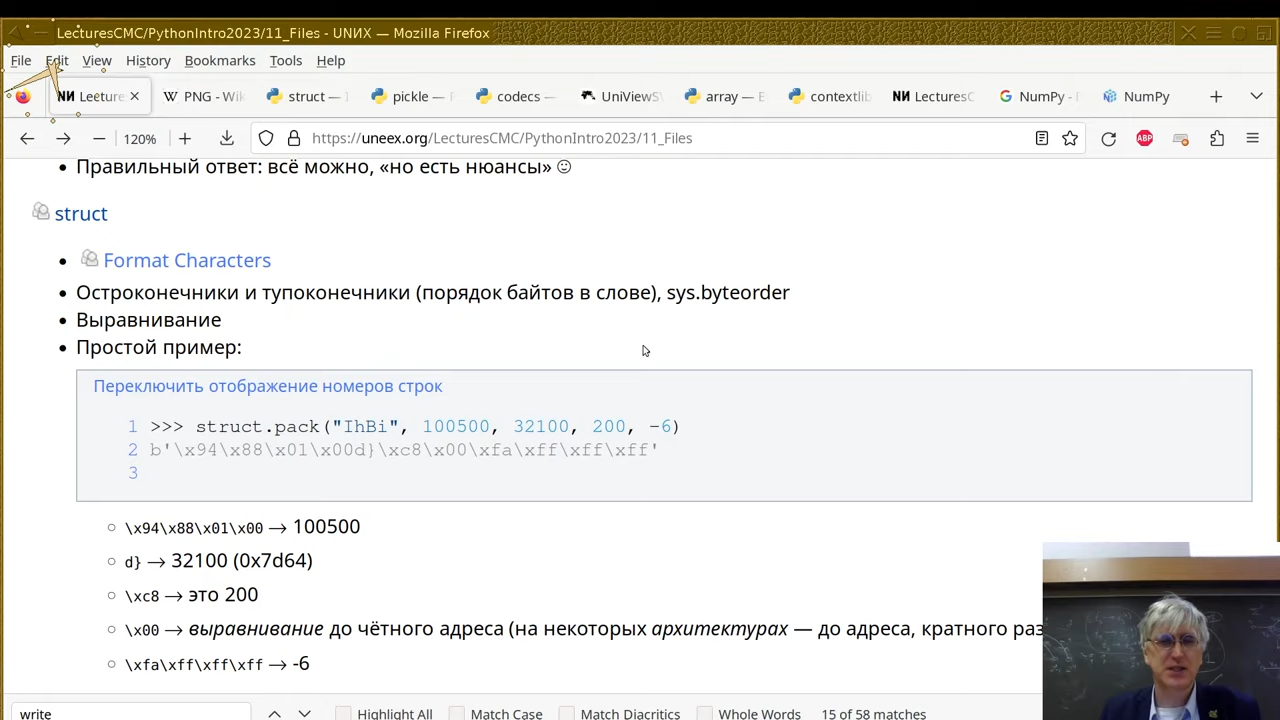 LecturesCMC/PythonIntro2023/11_Files - UNИX — Mozilla Firefox
File Edit View History Bookmarks Tools Help
NИ Lecture PNG - Wik struct — pickle — codecs — UniViewS array — contextlib NИ LecturesC NumPy - NumPy
120% https://uneex.org/LecturesCMC/PythonIntro2023/11_Files ABP
• Правильный ответ: всё можно, «но есть нюансы» ☺
struct
• Format Characters
• Остроконечники и тупоконечники (порядок байтов в слове), sys.byteorder
• Выравнивание
• Простой пример:
Переключить отображение номеров строк
1 >>> struct.pack("IhBi", 100500, 32100, 200, -6)
2 b'\x94\x88\x01\x00d}\xc8\x00\xfa\xff\xff\xff'
3
○ \x94\x88\x01\x00 → 100500
○ d} → 32100 (0x7d64)
○ \xc8 → это 200
○ \x00 → выравнивание до чётного адреса (на некоторых архитектурах — до адреса, кратного раз
○ \xfa\xff\xff\xff → -6
write Highlight All Match Case Match Diacritics Whole Words 15 of 58 matches